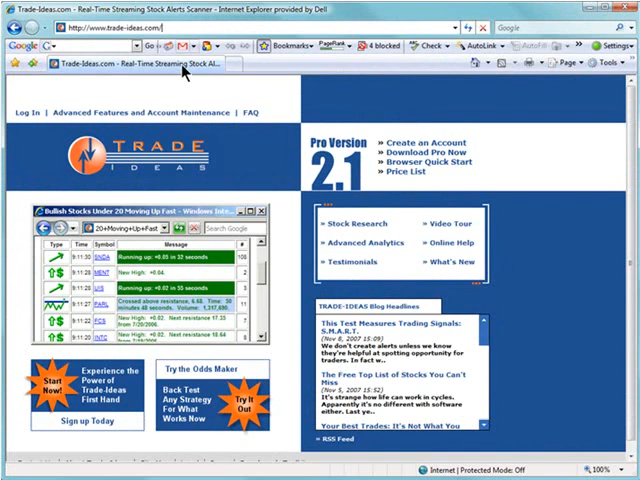 Trade-Ideas.com - Real-Time Streaming Stock Alerts Scanner - Internet Explorer provided by Dell
http://www.trade-ideas.com/
Google
Google
Go
Bookmarks
PageRank
4 blocked
Check
AutoLink
AutoFill
Settings
Trade-Ideas.com - Real-Time Streaming Stock Al...
Page
Tools
Log In | Advanced Features and Account Maintenance | FAQ
TRADE
IDEAS
Pro Version
2.1
>> Create an Account
>> Download Pro Now
>> Browser Quick Start
>> Price List
Bullish Stocks Under 20 Moving Up Fast - Windows Inte...
20+Moving+Up+Fast
Search Google
Type Time Symbol Message #
9:11:30 SNDA Running up: +0.03 in 32 seconds 108
9:11:28 MENT New High: +0.04. 2
9:11:28 UIS Running up: +0.05 in 35 seconds 3
9:11:27 PARL Crossed above resistance, 6.68. Time: 30 minutes 48 seconds. Volume: 1,317,690. 11
9:11:22 FCS New High: +0.02. Next resistance 17.35 from 7/20/2006. 7
9:11:20 INTC New High: +0.02. Next resistance 18.64 7
» Stock Research
» Video Tour
» Advanced Analytics
» Online Help
» Testimonials
» What's New
TRADE-IDEAS Blog Headlines
This Test Measures Trading Signals:
S.M.A.R.T.
(Nov 8, 2007 15:09)
We don't create alerts unless we know
they're helpful at spotting opportunity for
traders. In fact w..
The Free Top List of Stocks You Can't
Miss
(Nov 5, 2007 15:52)
It's strange how life can work in cycles.
Apparently it's no different with software
either. Last ye..
Your Best Trades: It's Not What You
» RSS Feed
Start
Now!
Experience the
Power of
Trade-Ideas
First Hand
Sign up Today
Try the Odds Maker
Back Test
Any Strategy
For What
Works Now
Try It
Out
Internet | Protected Mode: Off
100%